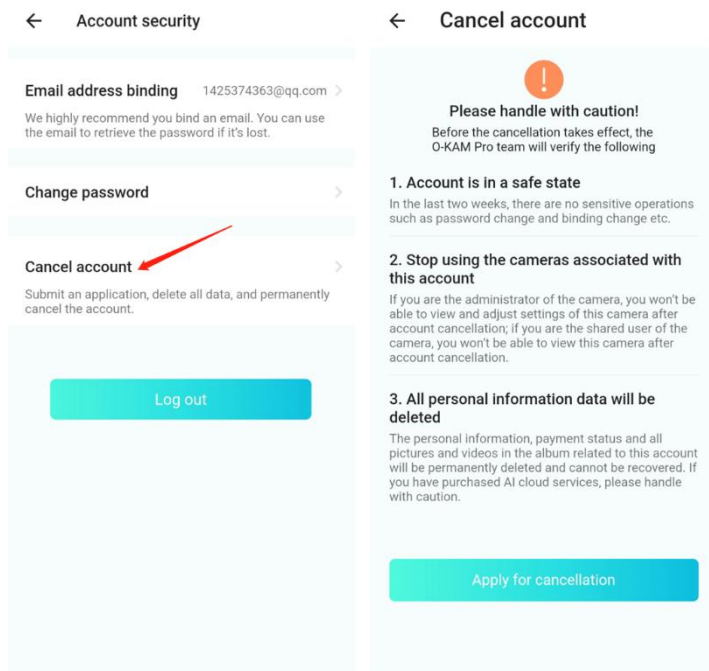 Account security
Email address binding 1425374363@qq.com
We highly recommend you bind an email. You can use
the email to retrieve the password if it's lost.
Change password
Cancel account
Submit an application, delete all data, and permanently
cancel the account.
Log out
Cancel account
Please handle with caution!
Before the cancellation takes effect, the
O-KAM Pro team will verify the following
1. Account is in a safe state
In the last two weeks, there are no sensitive operations
such as password change and binding change etc.
2. Stop using the cameras associated with
this account
If you are the administrator of the camera, you won't be
able to view and adjust settings of this camera after
account cancellation; if you are the shared user of the
camera, you won't be able to view this camera after
account cancellation.
3. All personal information data will be
deleted
The personal information, payment status and all
pictures and videos in the album related to this account
will be permanently deleted and cannot be recovered. If
you have purchased AI cloud services, please handle
with caution.
Apply for cancellation